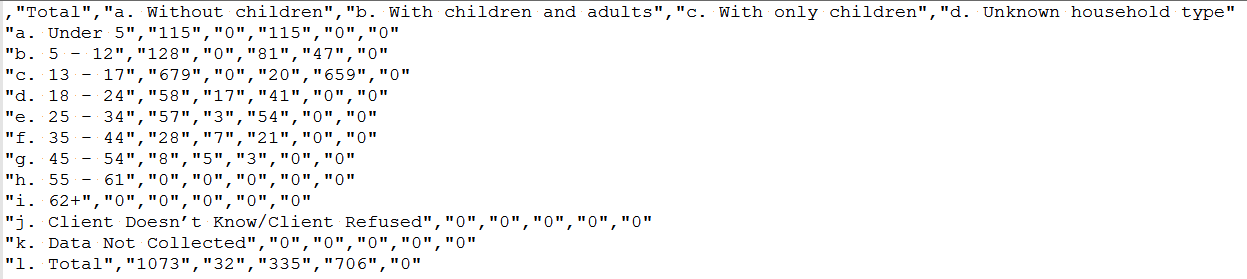 ,"Total","a. Without children","b. With children and adults","c. With only children","d. Unknown household type"
"a. Under 5","115","0","115","0","0"
"b. 5 – 12","128","0","81","47","0"
"c. 13 – 17","679","0","20","659","0"
"d. 18 – 24","58","17","41","0","0"
"e. 25 – 34","57","3","54","0","0"
"f. 35 – 44","28","7","21","0","0"
"g. 45 – 54","8","5","3","0","0"
"h. 55 – 61","0","0","0","0","0"
"i. 62+","0","0","0","0","0"
"j. Client Doesn’t Know/Client Refused","0","0","0","0","0"
"k. Data Not Collected","0","0","0","0","0"
"l. Total","1073","32","335","706","0"